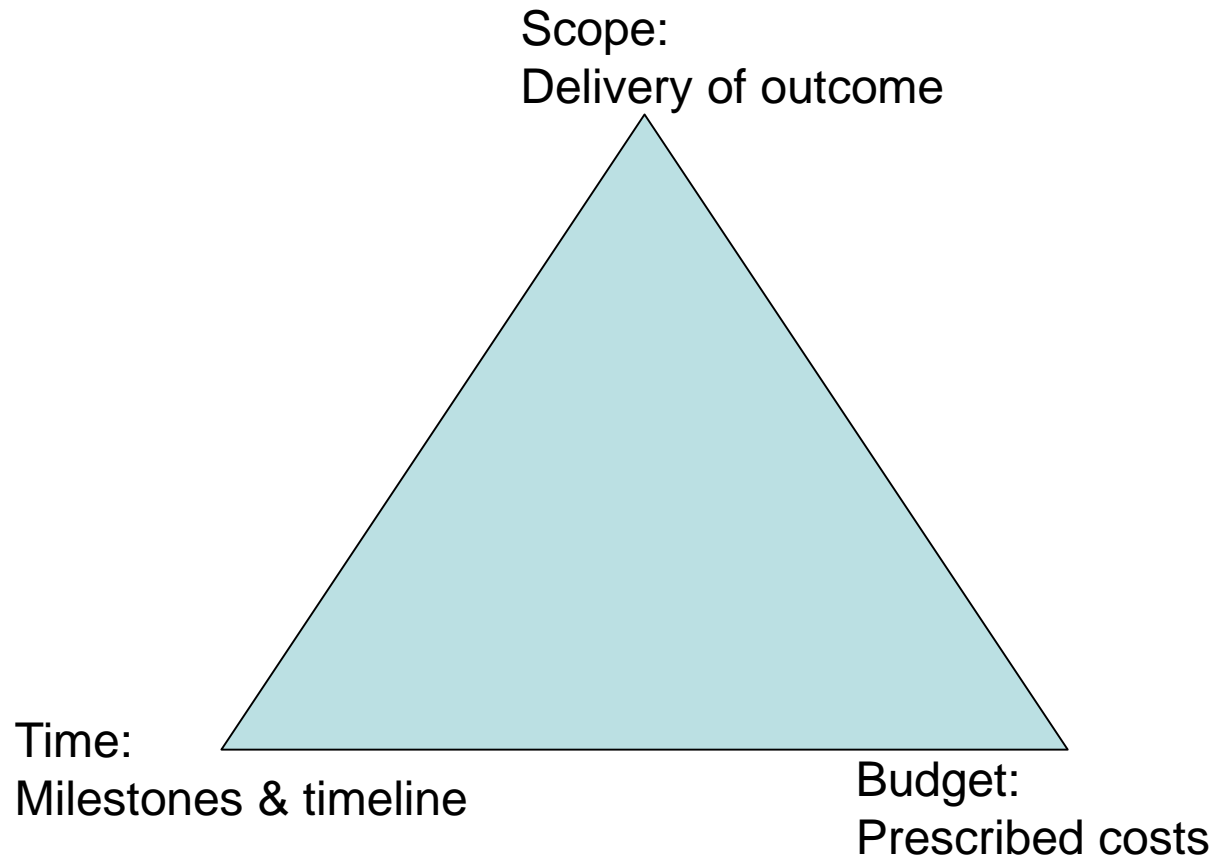 Scope:
Delivery of outcome
Time:
Milestones & timeline
Budget:
Prescribed costs